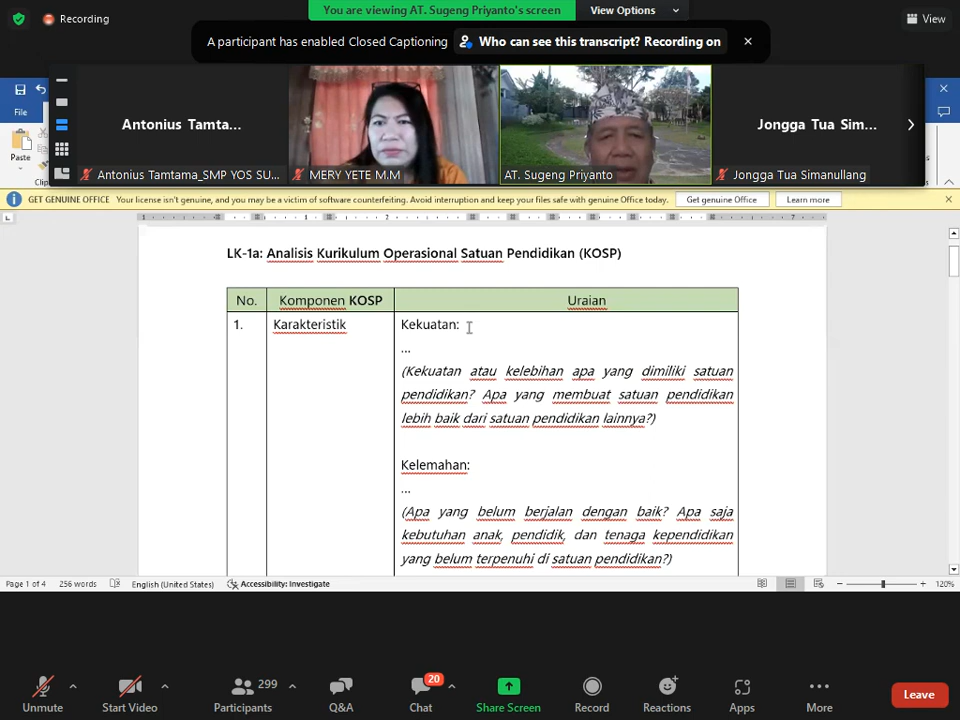 Recording
You are viewing AT. Sugeng Priyanto's screen
View Options
View
A participant has enabled Closed Captioning
Who can see this transcript? Recording on
File
Paste
Antonius Tamta...
Antonius Tamtama_SMP YOS SU...
MERY YETE M.M
AT. Sugeng Priyanto
Jongga Tua Sim...
Jongga Tua Simanullang
GET GENUINE OFFICE
Your license isn't genuine, and you may be a victim of software counterfeiting. Avoid interruption and keep your files safe with genuine Office today.
Get genuine Office
Learn more
LK-1a: Analisis Kurikulum Operasional Satuan Pendidikan (KOSP)
No.
Komponen KOSP
Uraian
1.
Karakteristik
Kekuatan:
...
(Kekuatan atau kelebihan apa yang dimiliki satuan
pendidikan? Apa yang membuat satuan pendidikan
lebih baik dari satuan pendidikan lainnya?)
Kelemahan:
...
(Apa yang belum berjalan dengan baik? Apa saja
kebutuhan anak, pendidik, dan tenaga kependidikan
yang belum terpenuhi di satuan pendidikan?)
Page 1 of 4
256 words
English (United States)
Accessibility: Investigate
120%
Unmute
Start Video
299
Participants
Q&A
20
Chat
Share Screen
Record
Reactions
Apps
More
Leave